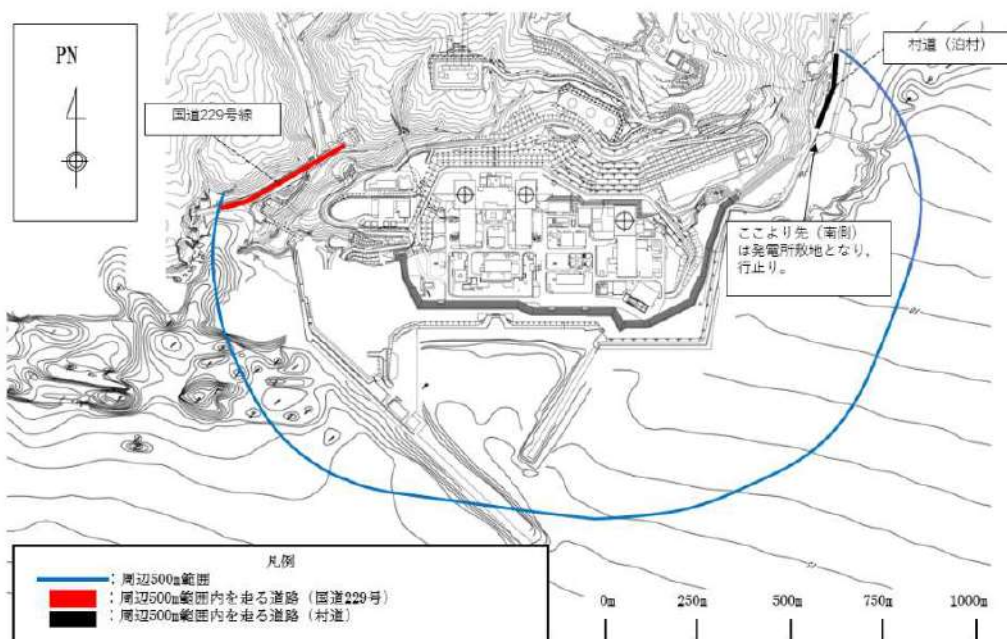 PN
村道（泊村）
国道229号線
ここより先（南側）
は発電所敷地となり、
行止り。
凡例
：周辺500m範囲
：周辺500m範囲内を走る道路（国道229号）
：周辺500m範囲内を走る道路（村道）
0m 250m 500m 750m 1000m